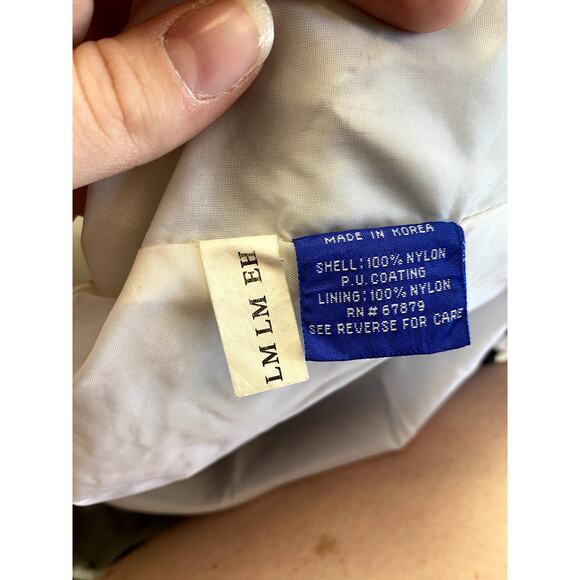 LM LM EH
MADE IN KOREA
SHELL: 100% NYLON
P.U. COATING
LINING: 100% NYLON
RN# 67879
SEE REVERSE FOR CARE